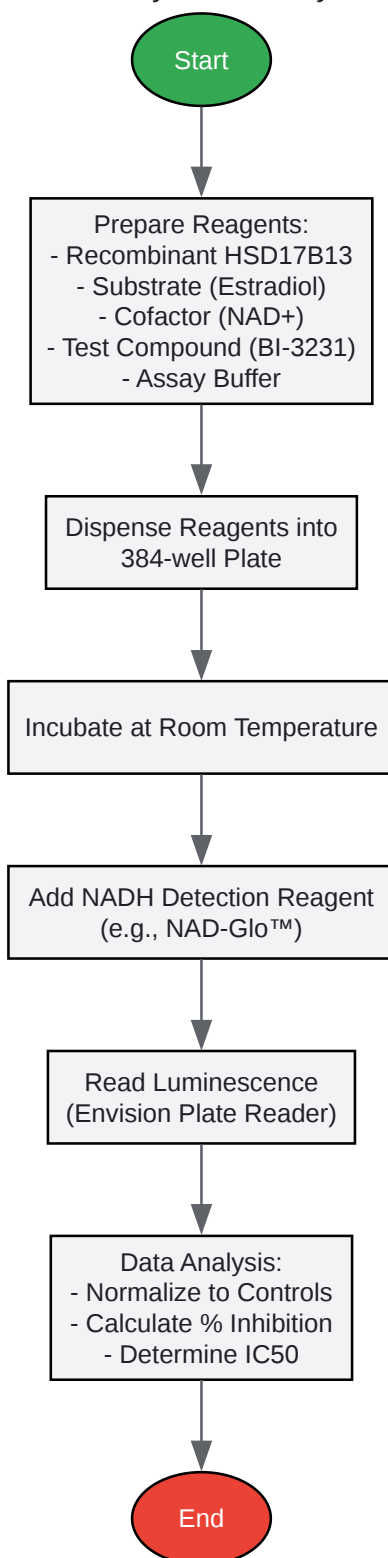 Start
Prepare Reagents:
- Recombinant HSD17B13
- Substrate (Estradiol)
- Cofactor (NAD+)
- Test Compound (BI-3231)
- Assay Buffer
Dispense Reagents into
384-well Plate
Incubate at Room Temperature
Add NADH Detection Reagent
(e.g., NAD-Glo™)
Read Luminescence
(Envision Plate Reader)
Data Analysis:
- Normalize to Controls
- Calculate % Inhibition
- Determine IC50
End